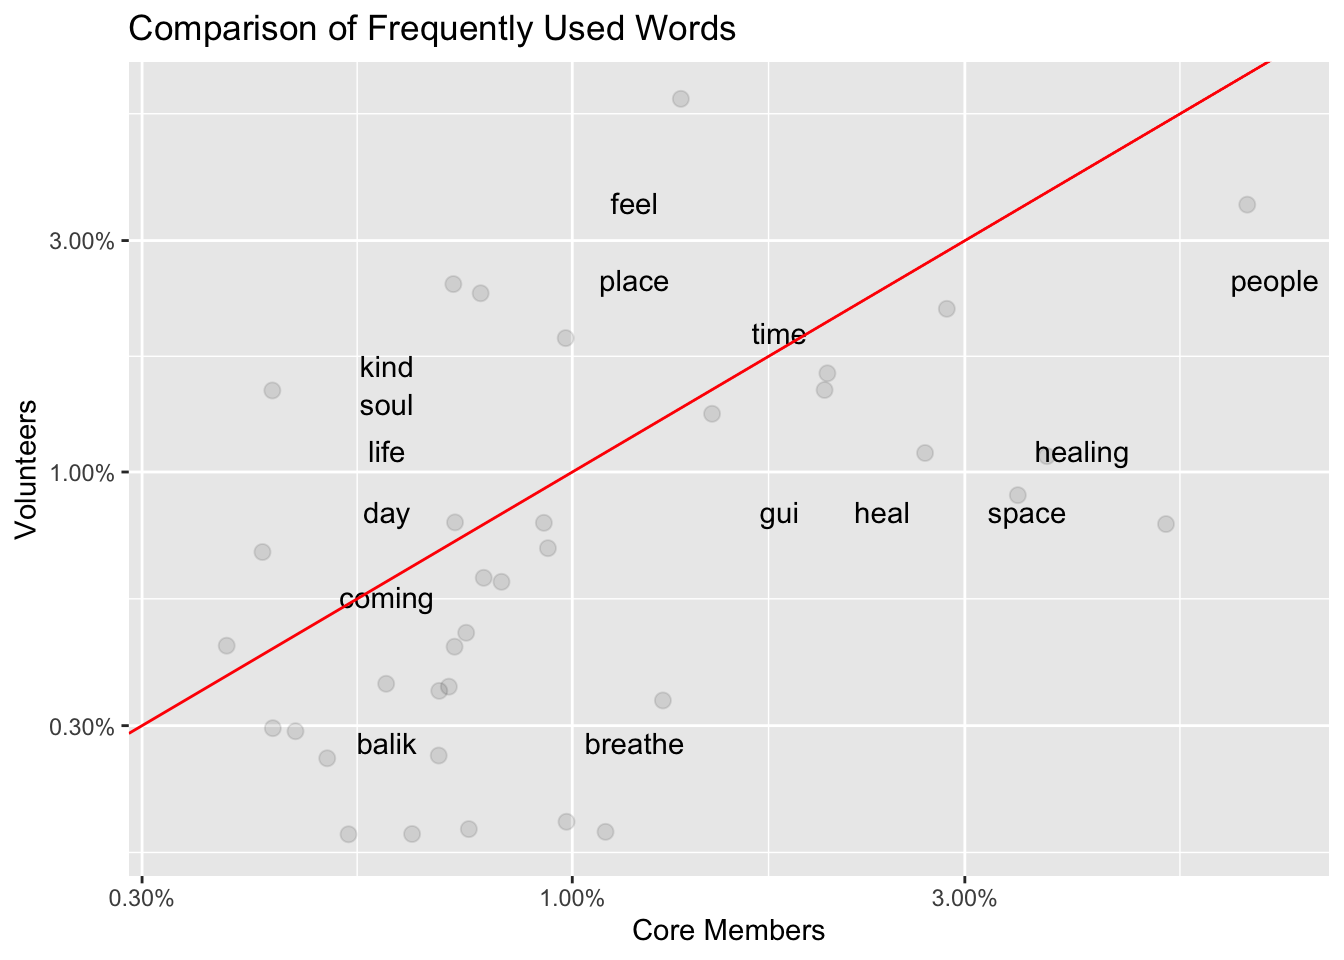 Comparison of Frequently Used Words
feel
3.00%
place
people
time
kind
soul
life
healing
1.00%
day
gui
heal
space
coming
0.30%
balik
breathe
0.30%
1.00%
3.00%
Core Members
Volunteers